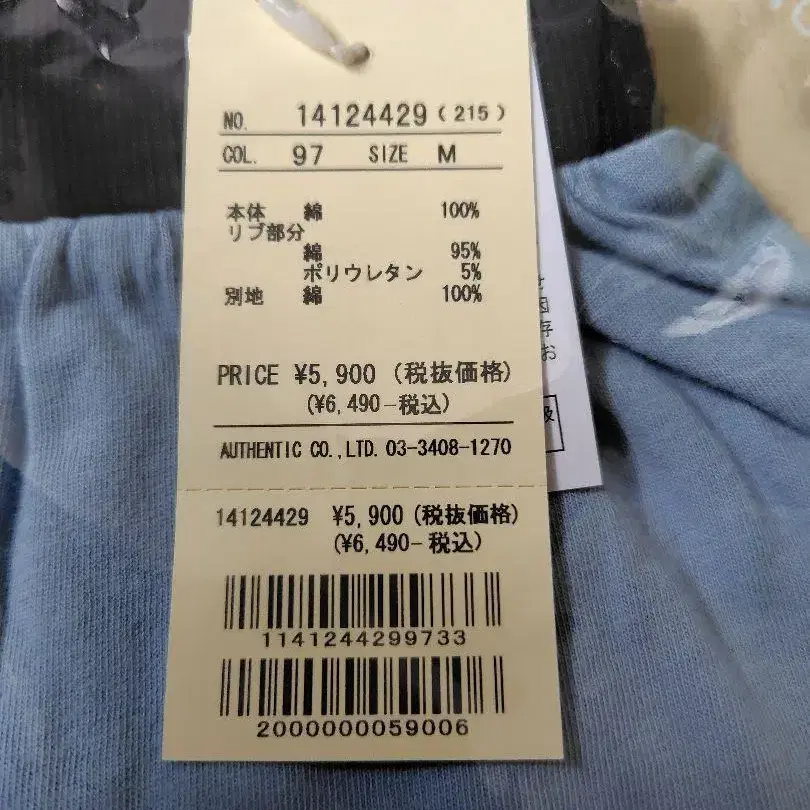 NO. 14124429 (215)
COL. 97 SIZE M
本体 綿 100%
リブ部分
綿 95%
ポリウレタン 5%
別地 綿 100%
PRICE ¥5,900 (税抜価格)
(¥6,490-税込)
AUTHENTIC CO.,LTD. 03-3408-1270
14124429 ¥5,900 (税抜価格)
(¥6,490-税込)
1141244299733
2000000059006
因
存
お